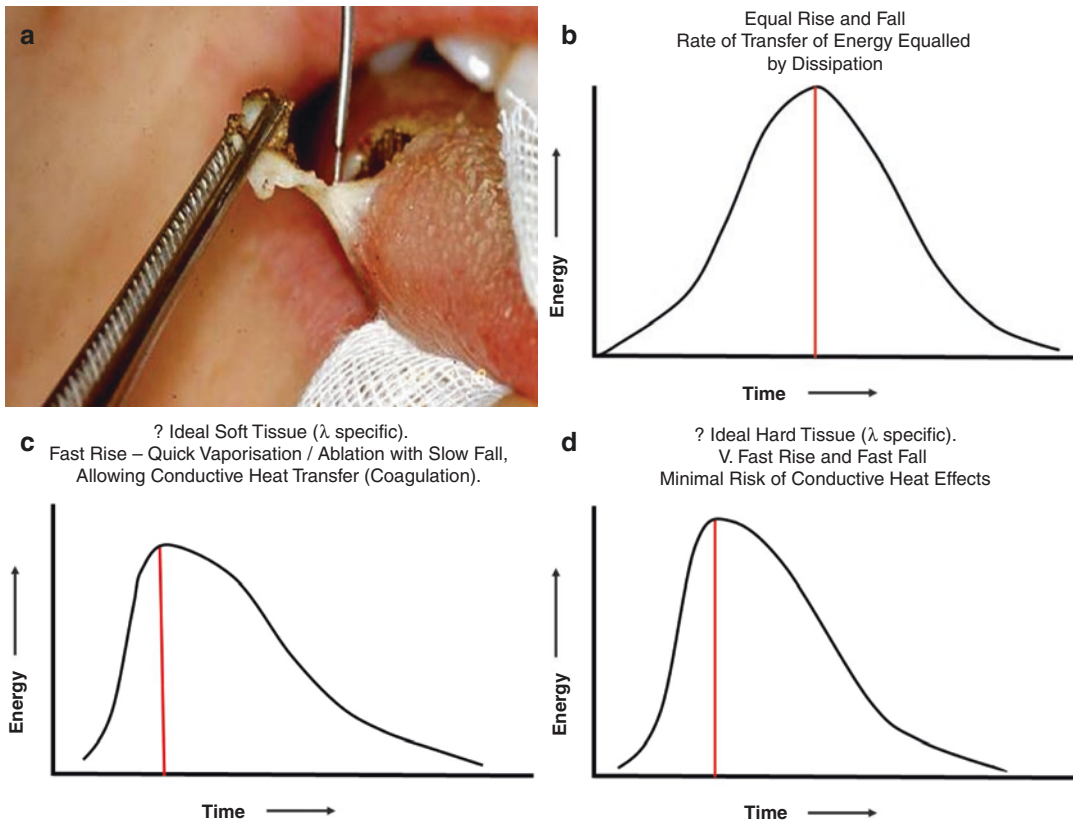 a
b
Equal Rise and Fall
Rate of Transfer of Energy Equalled
by Dissipation
Energy
Time
c
? Ideal Soft Tissue (λ specific).
Fast Rise – Quick Vaporisation / Ablation with Slow Fall,
Allowing Conductive Heat Transfer (Coagulation).
Energy
Time
d
? Ideal Hard Tissue (λ specific).
V. Fast Rise and Fast Fall
Minimal Risk of Conductive Heat Effects
Energy
Time